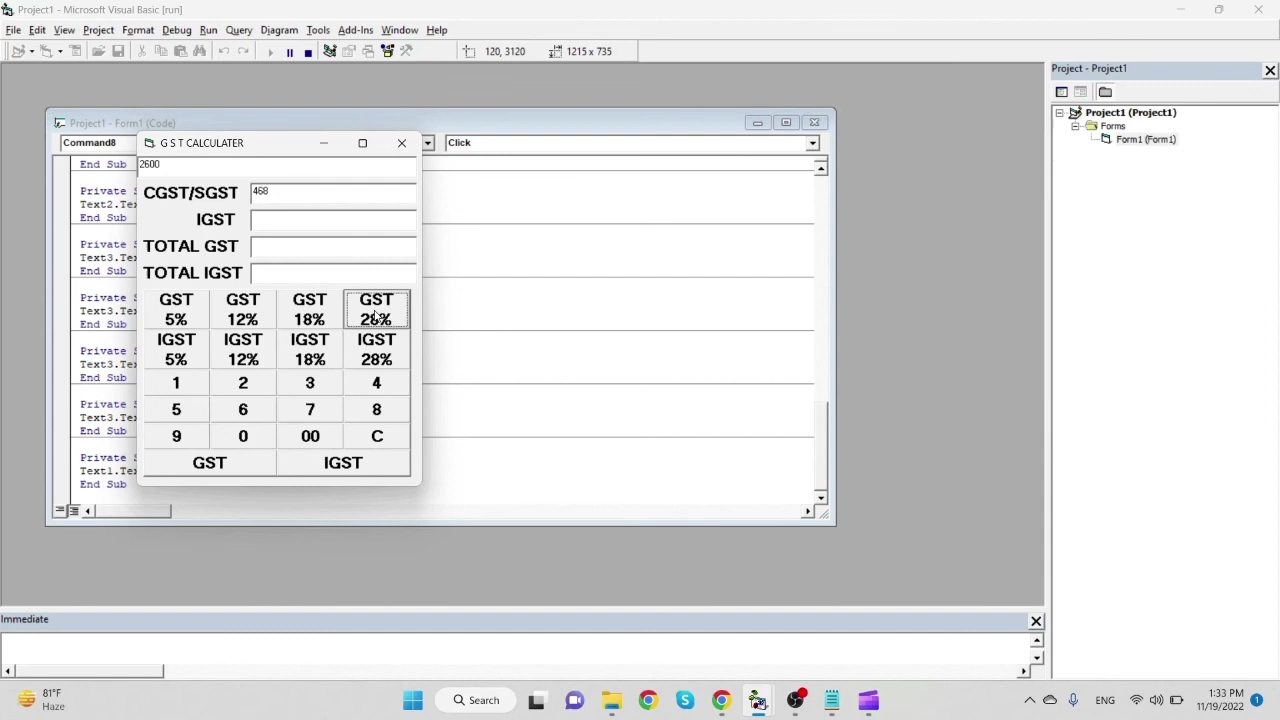 Project1 - Microsoft Visual Basic [run]
File Edit View Project Format Debug Run Query Diagram Tools Add-Ins Window Help
120, 3120 1215 x 735
Project - Project1
Project1 (Project1)
Forms
Form1 (Form1)
Project1 - Form1 (Code)
Command8 Click
End Sub
Private S
Text2.Te
End Sub
Private S
Text3.Te
End Sub
Private S
Text3.Te
End Sub
Private S
Text3.Te
End Sub
Private S
Text3.Te
End Sub
Private S
Text1.Te
End Sub
G S T CALCULATER
2600
CGST/SGST 468
IGST
TOTAL GST
TOTAL IGST
GST 5% GST 12% GST 18% GST 28%
IGST 5% IGST 12% IGST 18% IGST 28%
1 2 3 4
5 6 7 8
9 0 00 C
GST IGST
Immediate
81°F
Haze
Search
ENG
1:33 PM
11/19/2022
1